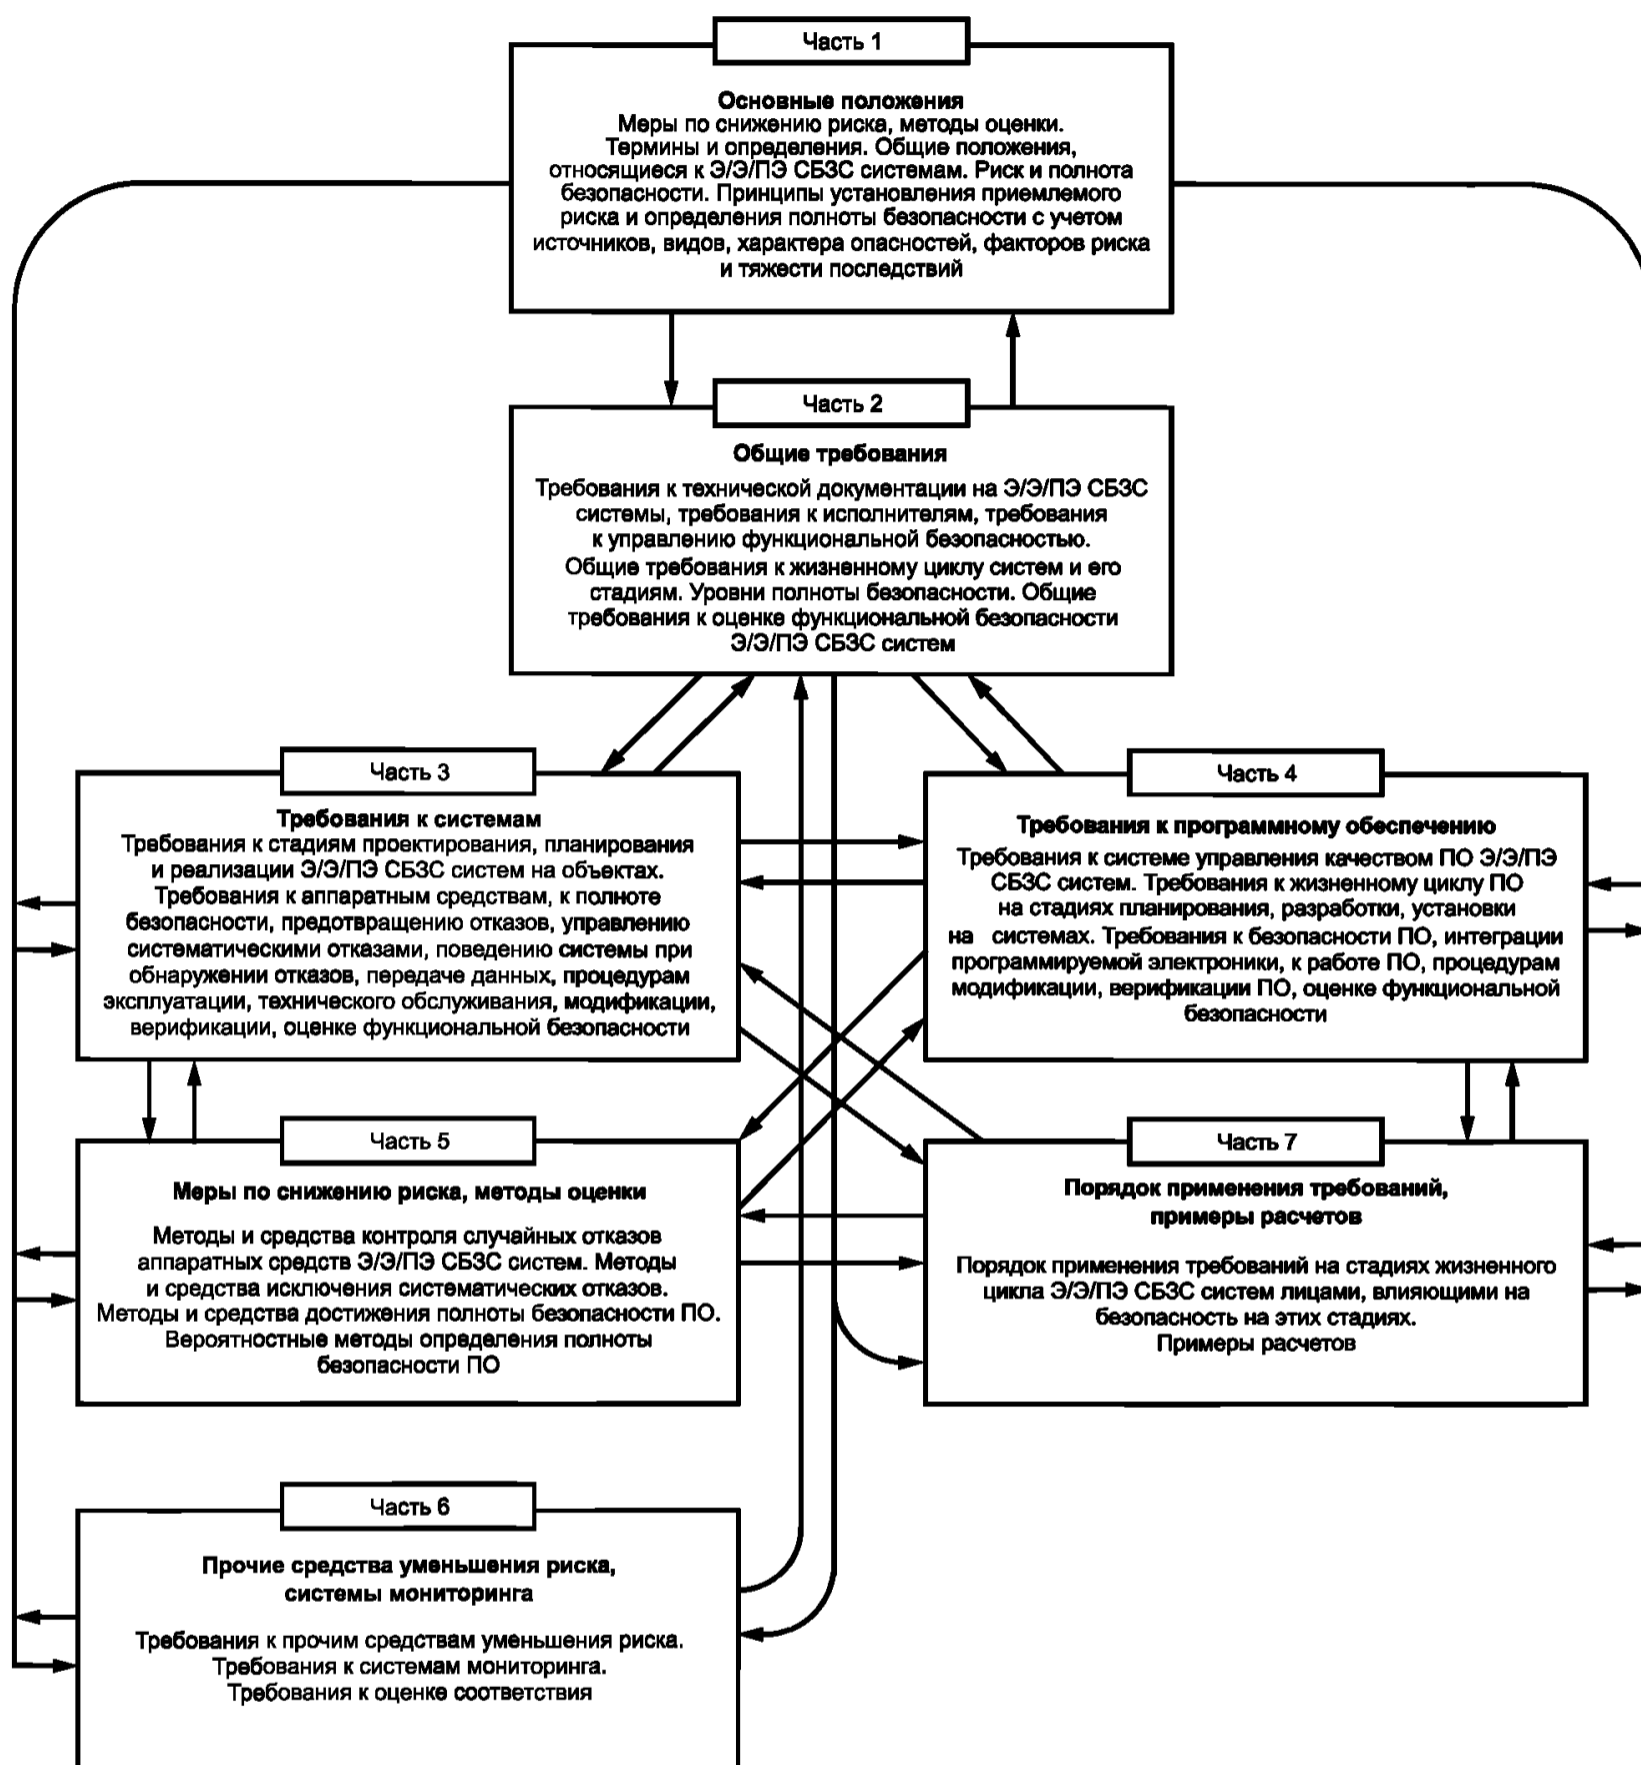 Часть 1
Основные положения
Меры по снижению риска, методы оценки.
Термины и определения. Общие положения,
относящиеся к Э/Э/ПЭ СБЗС системам. Риск и полнота
безопасности. Принципы установления приемлемого
риска и определения полноты безопасности с учетом
источников, видов, характера опасностей, факторов риска
и тяжести последствий
Часть 2
Общие требования
Требования к технической документации на Э/Э/ПЭ СБЗС
системы, требования к исполнителям, требования
к управлению функциональной безопасностью.
Общие требования к жизненному циклу систем и его
стадиям. Уровни полноты безопасности. Общие
требования к оценке функциональной безопасности
Э/Э/ПЭ СБЗС систем
Часть 3
Требования к системам
Требования к стадиям проектирования, планирования
и реализации Э/Э/ПЭ СБЗС систем на объектах.
Требования к аппаратным средствам, к полноте
безопасности, предотвращению отказов, управлению
систематическими отказами, поведению системы при
обнаружении отказов, передаче данных, процедурам
эксплуатации, технического обслуживания, модификации,
верификации, оценке функциональной безопасности
Часть 4
Требования к программному обеспечению
Требования к системе управления качеством ПО Э/Э/ПЭ
СБЗС систем. Требования к жизненному циклу ПО
на стадиях планирования, разработки, установки
на системах. Требования к безопасности ПО, интеграции
программируемой электроники, к работе ПО, процедурам
модификации, верификации ПО, оценке функциональной
безопасности
Часть 5
Меры по снижению риска, методы оценки
Методы и средства контроля случайных отказов
аппаратных средств Э/Э/ПЭ СБЗС систем. Методы
и средства исключения систематических отказов.
Методы и средства достижения полноты безопасности ПО.
Вероятностные методы определения полноты
безопасности ПО
Часть 7
Порядок применения требований,
примеры расчетов
Порядок применения требований на стадиях жизненного
цикла Э/Э/ПЭ СБЗС систем лицами, влияющими на
безопасность на этих стадиях.
Примеры расчетов
Часть 6
Прочие средства уменьшения риска,
системы мониторинга
Требования к прочим средствам уменьшения риска.
Требования к системам мониторинга.
Требования к оценке соответствия